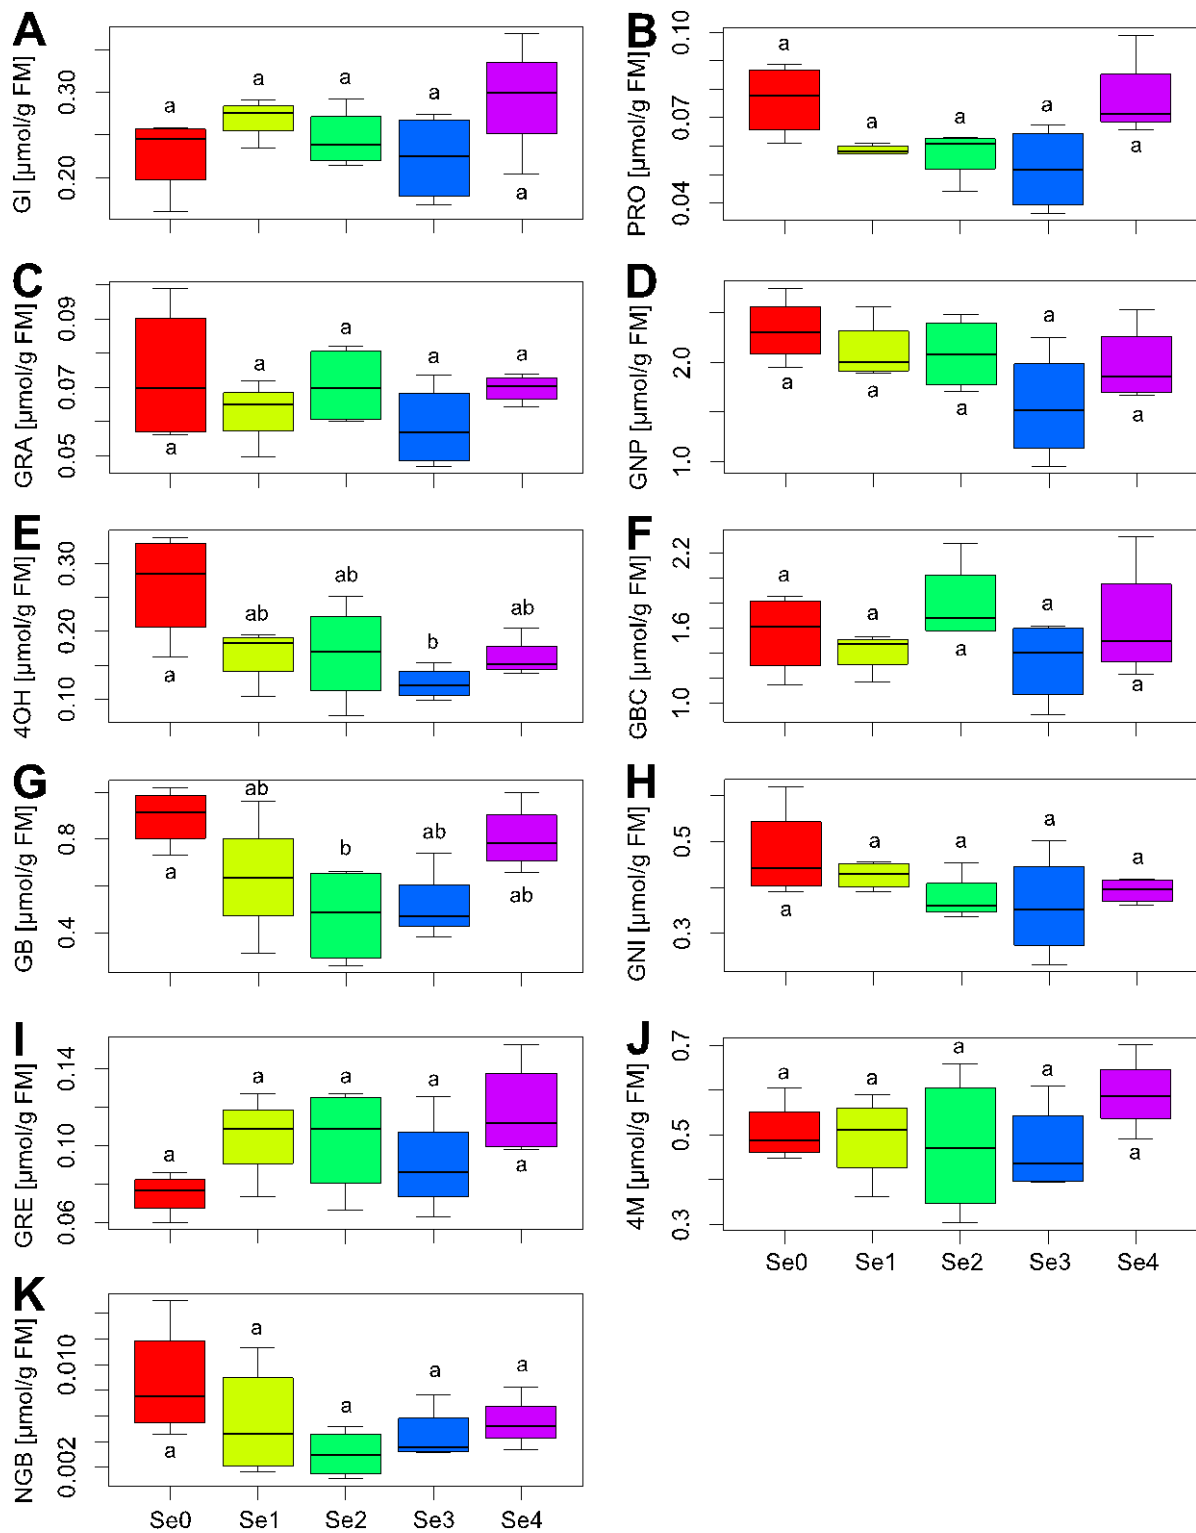 A
GI [µmol/g FM]
0.30
0.20
a a a a a
B
PRO [µmol/g FM]
0.10
0.07
0.04
a a a a a
C
GRA [µmol/g FM]
0.09
0.07
0.05
a a a a a
D
GNP [µmol/g FM]
2.0
1.0
a a a a a
E
4OH [µmol/g FM]
0.30
0.20
0.10
a ab ab b ab
F
GBC [µmol/g FM]
2.2
1.6
1.0
a a a a a
G
GB [µmol/g FM]
0.8
0.4
a ab b ab ab
H
GNI [µmol/g FM]
0.5
0.3
a a a a a
I
GRE [µmol/g FM]
0.14
0.10
0.06
a a a a a
J
4M [µmol/g FM]
0.7
0.5
0.3
a a a a a
Se0 Se1 Se2 Se3 Se4
K
NGB [µmol/g FM]
0.010
0.002
a a a a a
Se0 Se1 Se2 Se3 Se4